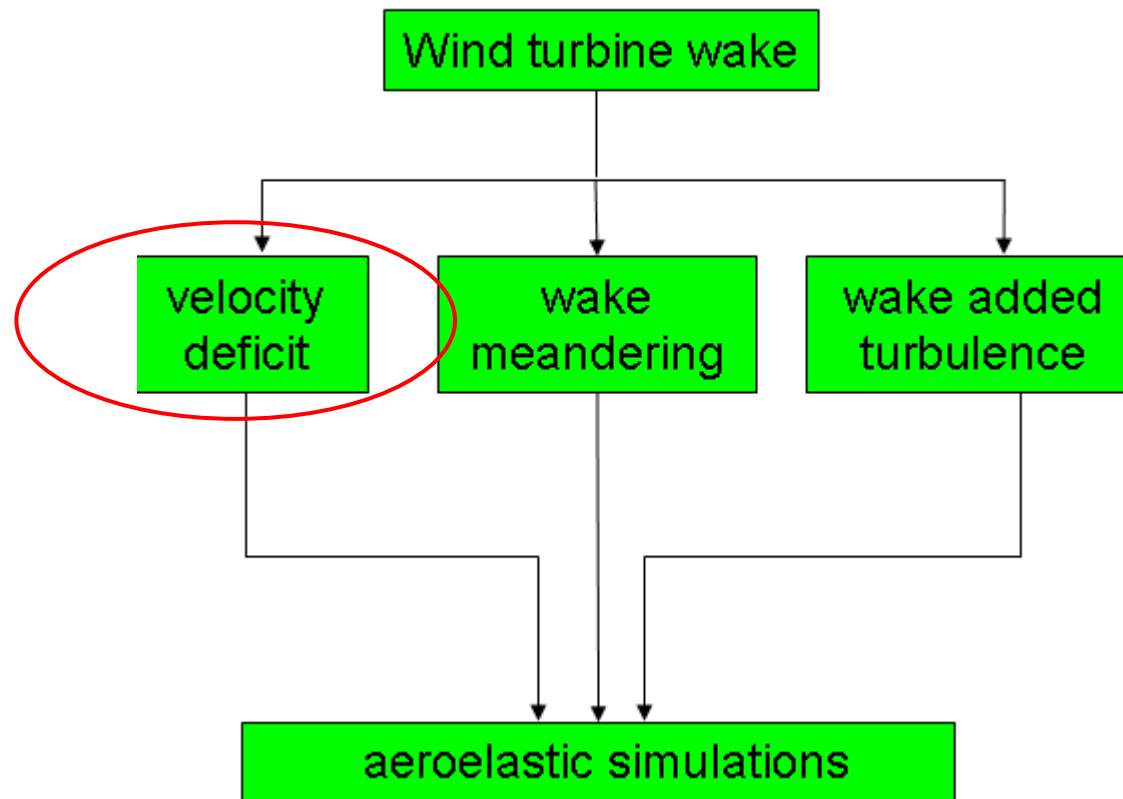 Wind turbine wake
velocity
deficit
wake
meandering
wake added
turbulence
aeroelastic simulations